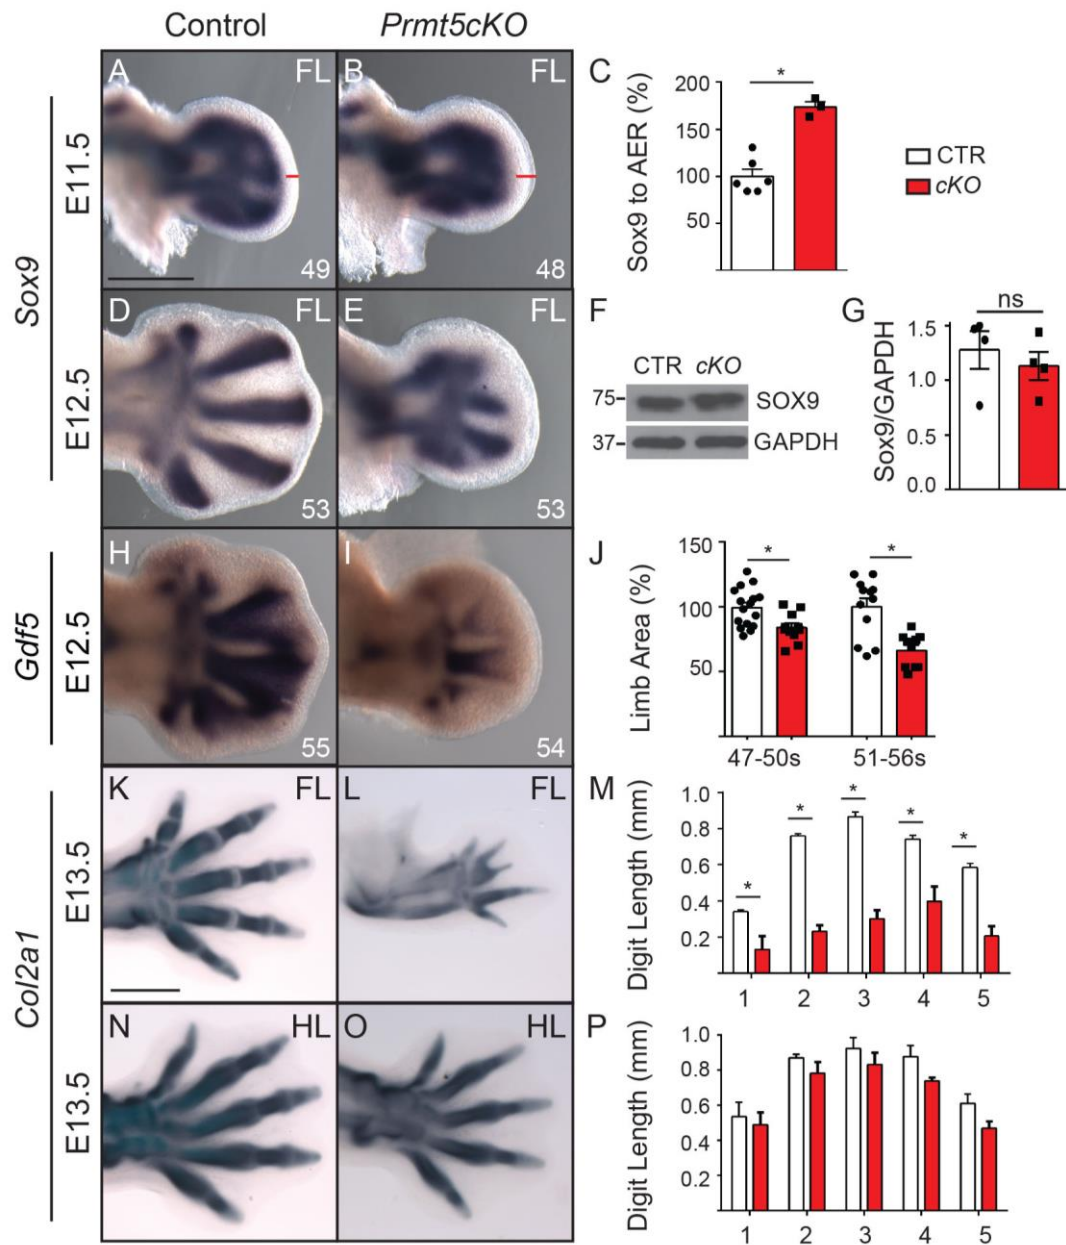 Control
Prmt5cKO
Sox9
E11.5
A
FL
49
B
FL
48
C
Sox9 to AER (%)
200
150
100
50
*
CTR
cKO
E12.5
D
FL
53
E
FL
53
F
CTR cKO
75
SOX9
37
GAPDH
G
ns
Sox9/GAPDH
1.5
1.0
0.5
0.0
Gdf5
E12.5
H
55
I
54
J
Limb Area (%)
150
100
50
* *
47-50s 51-56s
Col2a1
E13.5
K
FL
L
FL
M
Digit Length (mm)
1.0
0.8
0.6
0.4
0.2
* * * * *
1 2 3 4 5
E13.5
N
HL
O
HL
P
Digit Length (mm)
1.0
0.8
0.6
0.4
0.2
1 2 3 4 5